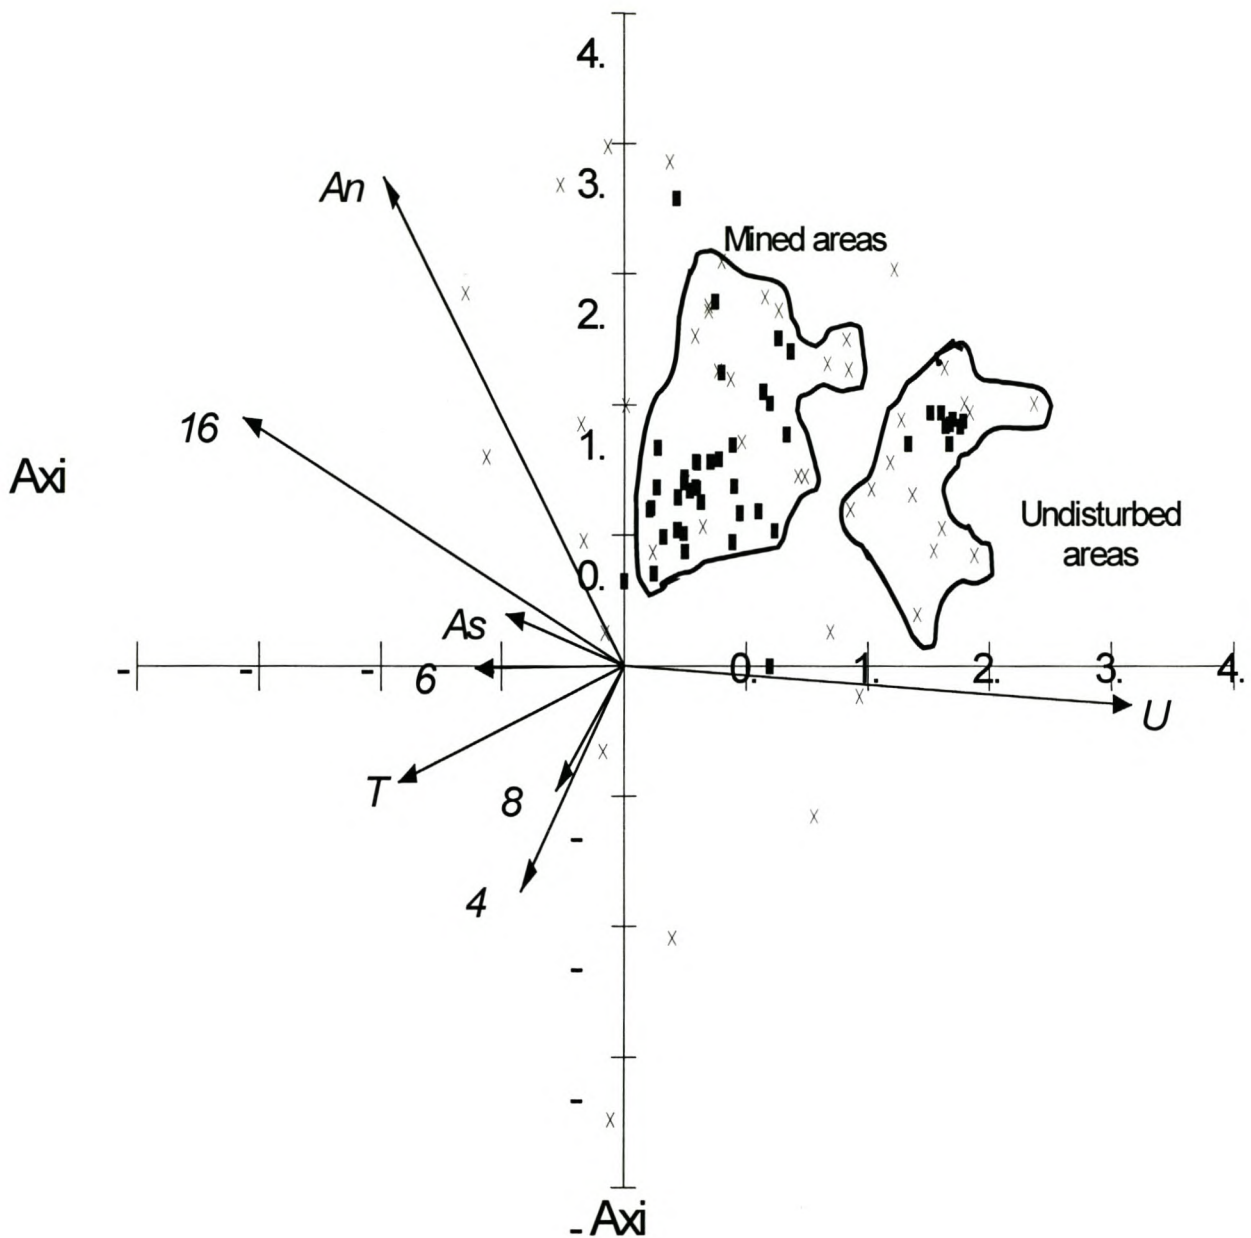 4.
An
3.
Mined areas
2.
16
1.
Axi
Undisturbed
areas
0.
As
- - - 6 0. 1. 2. 3. 4.
U
T
8
-
4
-
-
- Axi